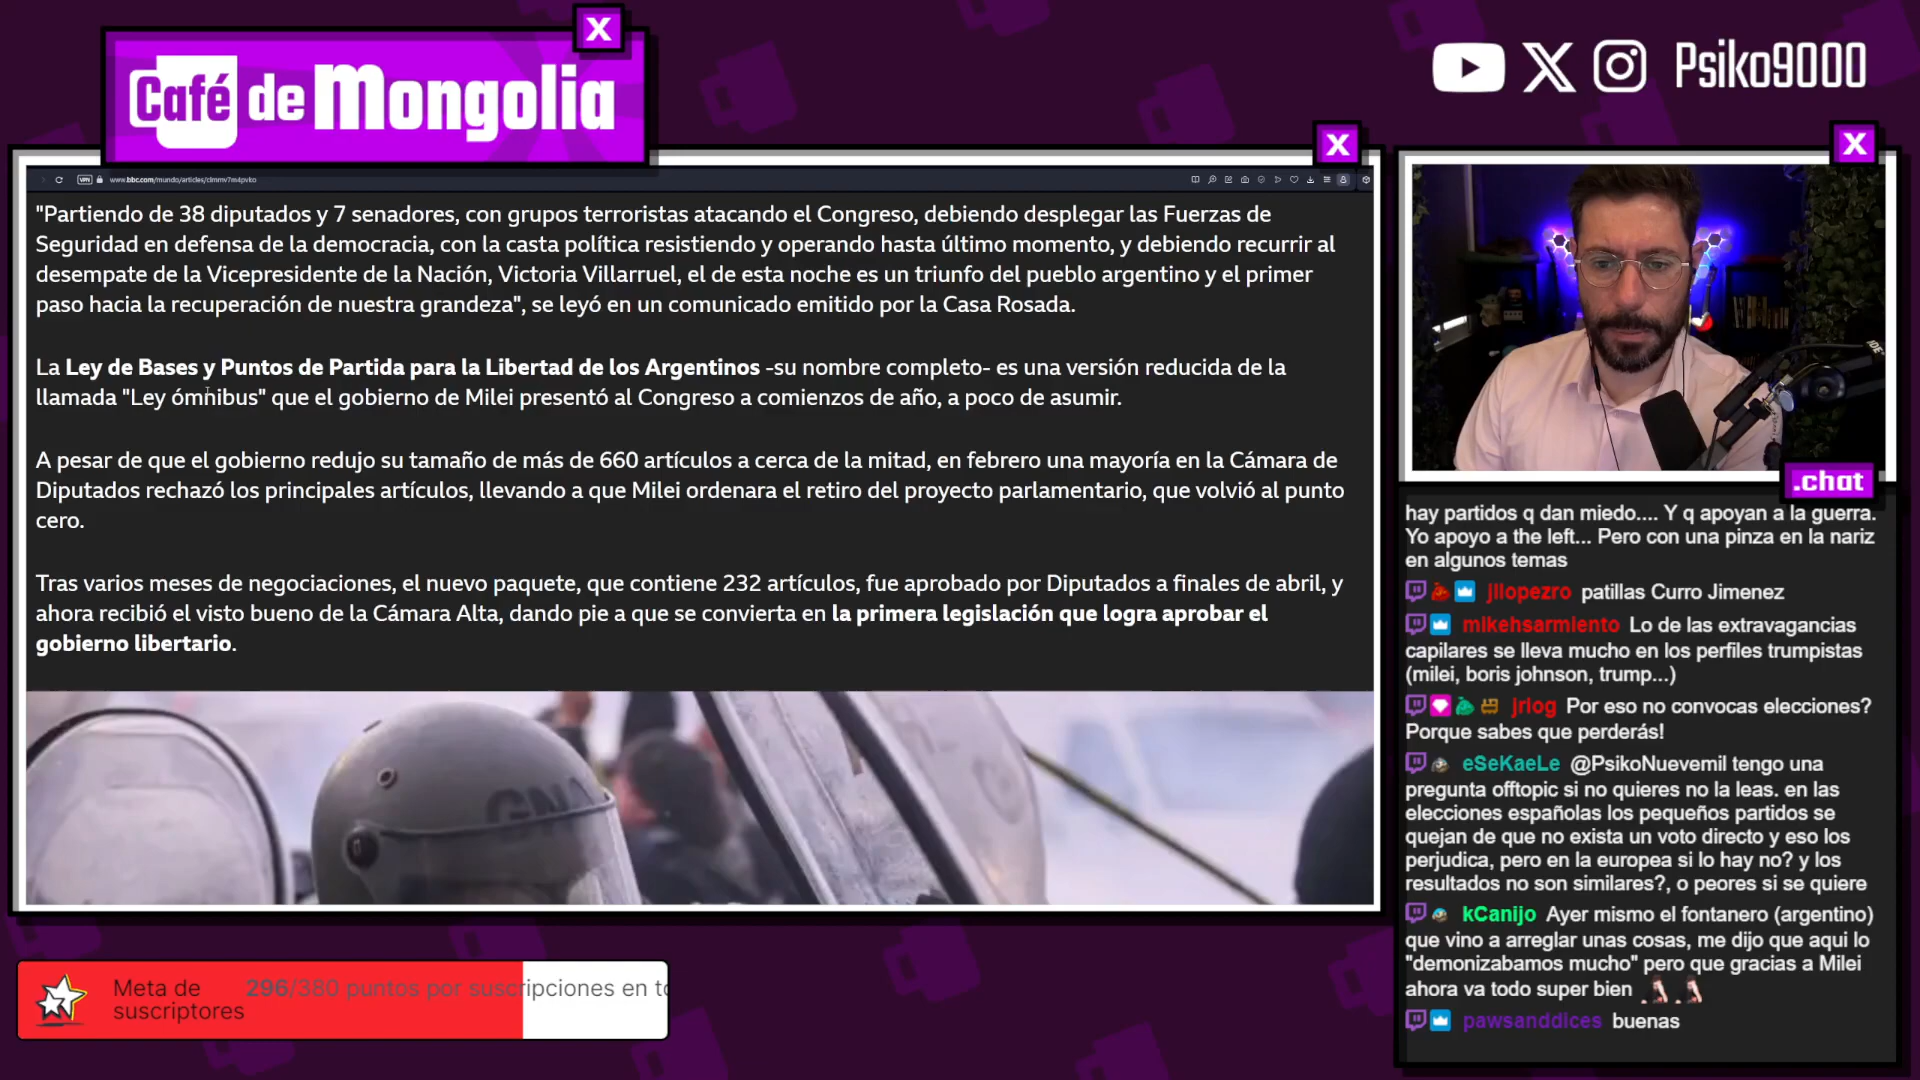 Café de Mongolia
Psiko9000
www.bbc.com/mundo/articles/clmmv7m4pvko
VPN
"Partiendo de 38 diputados y 7 senadores, con grupos terroristas atacando el Congreso, debiendo desplegar las Fuerzas de
Seguridad en defensa de la democracia, con la casta política resistiendo y operando hasta último momento, y debiendo recurrir al
desempate de la Vicepresidente de la Nación, Victoria Villarruel, el de esta noche es un triunfo del pueblo argentino y el primer
paso hacia la recuperación de nuestra grandeza", se leyó en un comunicado emitido por la Casa Rosada.
La Ley de Bases y Puntos de Partida para la Libertad de los Argentinos -su nombre completo- es una versión reducida de la
llamada "Ley ómnibus" que el gobierno de Milei presentó al Congreso a comienzos de año, a poco de asumir.
A pesar de que el gobierno redujo su tamaño de más de 660 artículos a cerca de la mitad, en febrero una mayoría en la Cámara de
Diputados rechazó los principales artículos, llevando a que Milei ordenara el retiro del proyecto parlamentario, que volvió al punto
cero.
Tras varios meses de negociaciones, el nuevo paquete, que contiene 232 artículos, fue aprobado por Diputados a finales de abril, y
ahora recibió el visto bueno de la Cámara Alta, dando pie a que se convierta en la primera legislación que logra aprobar el
gobierno libertario.
GNA
Meta de
suscriptores
296/380 puntos por suscripciones en to
.chat
hay partidos q dan miedo.... Y q apoyan a la guerra.
Yo apoyo a the left... Pero con una pinza en la nariz
en algunos temas
jllopezro patillas Curro Jimenez
mikehsarmiento Lo de las extravagancias
capilares se lleva mucho en los perfiles trumpistas
(milei, boris johnson, trump...)
jrlog Por eso no convocas elecciones?
Porque sabes que perderás!
eSeKaeLe @PsikoNuevemil tengo una
pregunta offtopic si no quieres no la leas. en las
elecciones españolas los pequeños partidos se
quejan de que no exista un voto directo y eso los
perjudica, pero en la europea si lo hay no? y los
resultados no son similares?, o peores si se quiere
kCanijo Ayer mismo el fontanero (argentino)
que vino a arreglar unas cosas, me dijo que aqui lo
"demonizabamos mucho" pero que gracias a Milei
ahora va todo super bien
pawsanddices buenas